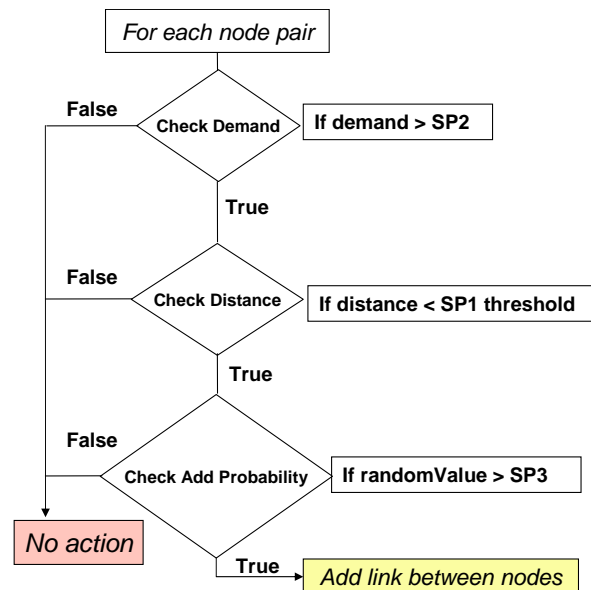 For each node pair
False
Check Demand
If demand > SP2
True
False
Check Distance
If distance < SP1 threshold
True
False
Check Add Probability
If randomValue > SP3
No action
True
Add link between nodes